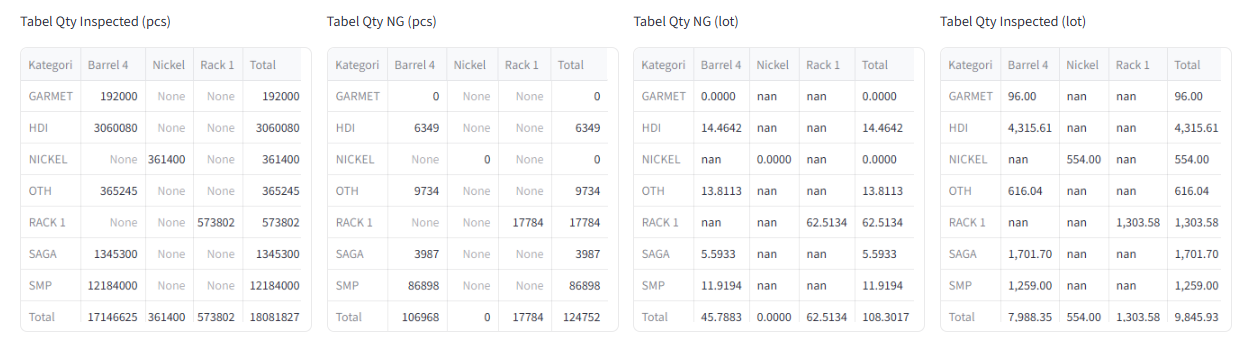 Tabel Qty Inspected (pcs)
Kategori Barrel 4 Nickel Rack 1 Total
GARMET 192000 None None 192000
HDI 3060080 None None 3060080
NICKEL None 361400 None 361400
OTH 365245 None None 365245
RACK 1 None None 573802 573802
SAGA 1345300 None None 1345300
SMP 12184000 None None 12184000
Total 17146625 361400 573802 18081827
Tabel Qty NG (pcs)
Kategori Barrel 4 Nickel Rack 1 Total
GARMET 0 None None 0
HDI 6349 None None 6349
NICKEL None 0 None 0
OTH 9734 None None 9734
RACK 1 None None 17784 17784
SAGA 3987 None None 3987
SMP 86898 None None 86898
Total 106968 0 17784 124752
Tabel Qty NG (lot)
Kategori Barrel 4 Nickel Rack 1 Total
GARMET 0.0000 nan nan 0.0000
HDI 14.4642 nan nan 14.4642
NICKEL nan 0.0000 nan 0.0000
OTH 13.8113 nan nan 13.8113
RACK 1 nan nan 62.5134 62.5134
SAGA 5.5933 nan nan 5.5933
SMP 11.9194 nan nan 11.9194
Total 45.7883 0.0000 62.5134 108.3017
Tabel Qty Inspected (lot)
Kategori Barrel 4 Nickel Rack 1 Total
GARMET 96.00 nan nan 96.00
HDI 4,315.61 nan nan 4,315.61
NICKEL nan 554.00 nan 554.00
OTH 616.04 nan nan 616.04
RACK 1 nan nan 1,303.58 1,303.58
SAGA 1,701.70 nan nan 1,701.70
SMP 1,259.00 nan nan 1,259.00
Total 7,988.35 554.00 1,303.58 9,845.93